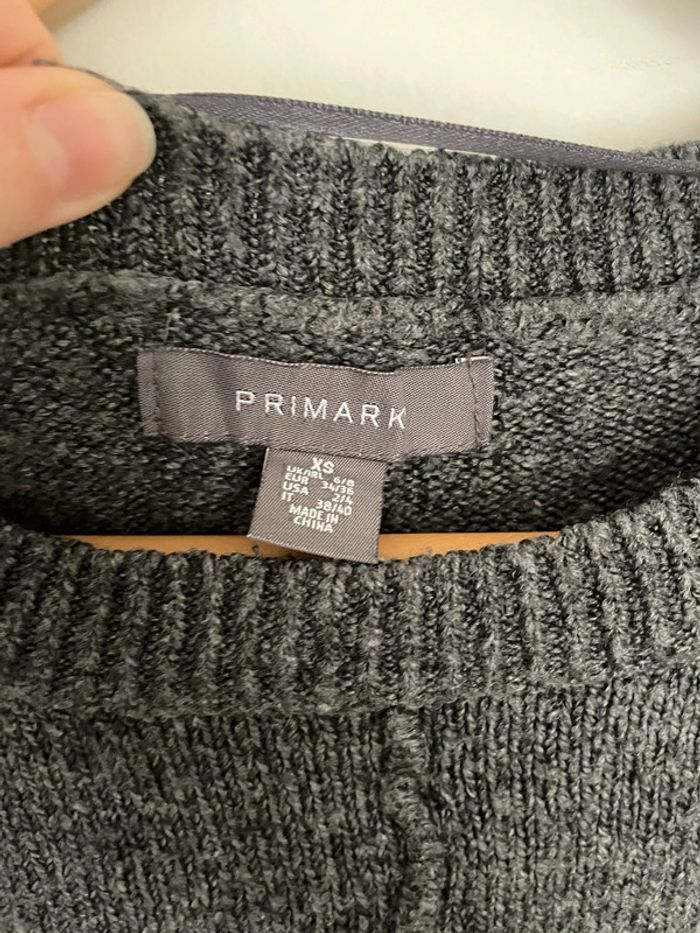 PRIMARK
XS
UK/IRL 6/8
EUR 34/36
USA 2/4
IT 38/40
MADE IN
CHINA